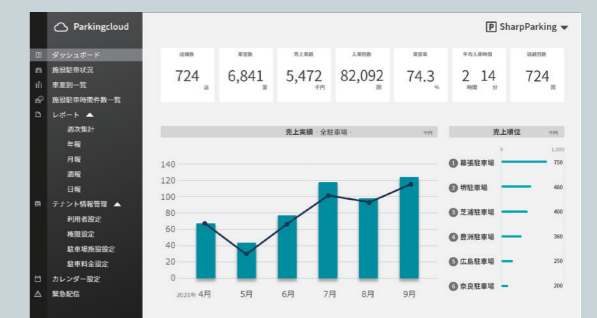 Parkingcloud
P SharpParking
ダッシュボード
施設駐車状況
車室別一覧
施設駐車時間件数一覧
レポート
週次集計
年報
月報
週報
日報
テナント情報管理
利用者設定
権限設定
駐車場施設設定
駐車料金設定
カレンダー設定
緊急配信
店舗数
724
店
車室数
6,841
室
売上実績
5,472
千円
入庫回数
82,092
回
74.3
%
平均入庫時間
2 14
時間 分
724
回
売上実績 - 全駐車場 -
千円
140
120
100
80
60
40
20
0
2021年 4月 5月 6月 7月 8月 9月
売上順位
千円
0 1,000
1 幕張駐車場 750
2 堺駐車場 460
3 芝浦駐車場 400
4 豊洲駐車場 360
5 広島駐車場 250
6 奈良駐車場 200